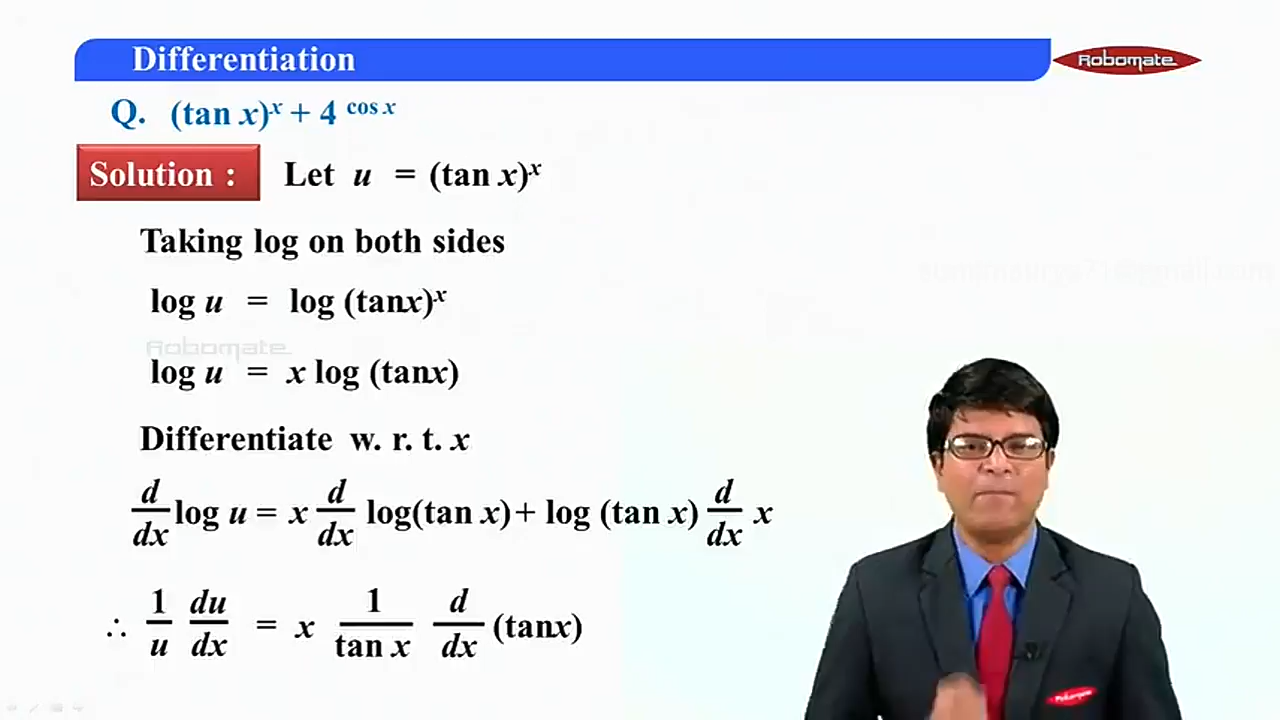 Differentiation
Robomate
Q. (tan x)^x + 4^cos x
Solution : Let u = (tan x)^x
Taking log on both sides
log u = log (tanx)^x
Robomate
log u = x log (tanx)
Differentiate w. r. t. x
d/dx log u = x d/dx log(tan x) + log (tan x) d/dx x
∴ 1/u du/dx = x 1/tan x d/dx (tanx)
Robomate